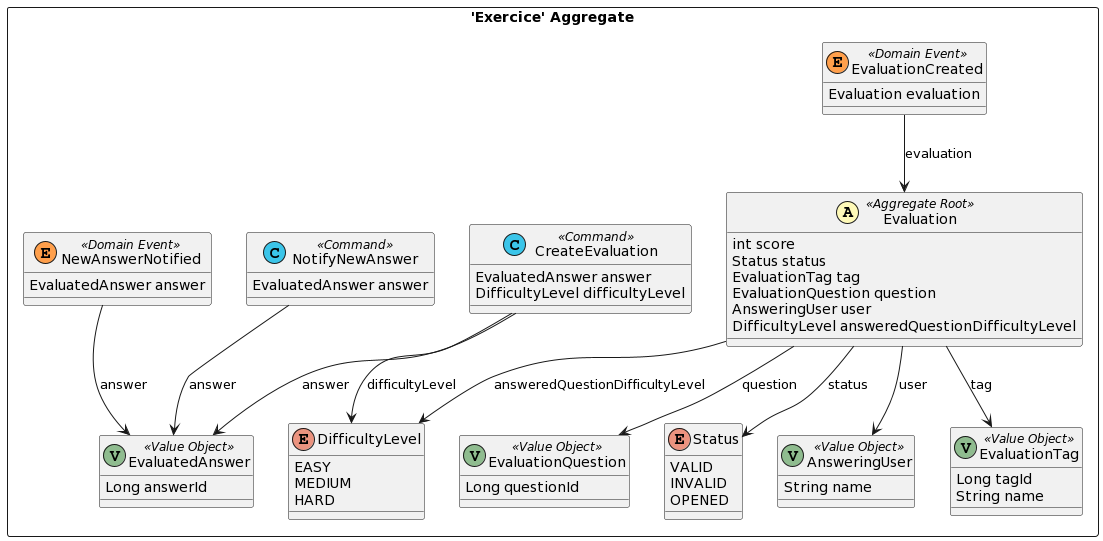 'Exercice' Aggregate
E
«Domain Event»
EvaluationCreated
Evaluation evaluation
evaluation
A
«Aggregate Root»
Evaluation
int score
Status status
EvaluationTag tag
EvaluationQuestion question
AnsweringUser user
DifficultyLevel answeredQuestionDifficultyLevel
E
«Domain Event»
NewAnswerNotified
EvaluatedAnswer answer
C
«Command»
NotifyNewAnswer
EvaluatedAnswer answer
C
«Command»
CreateEvaluation
EvaluatedAnswer answer
DifficultyLevel difficultyLevel
answer
answer
answer
difficultyLevel
answeredQuestionDifficultyLevel
question
status
user
tag
V
«Value Object»
EvaluatedAnswer
Long answerId
E
DifficultyLevel
EASY
MEDIUM
HARD
V
«Value Object»
EvaluationQuestion
Long questionId
E
Status
VALID
INVALID
OPENED
V
«Value Object»
AnsweringUser
String name
V
«Value Object»
EvaluationTag
Long tagId
String name